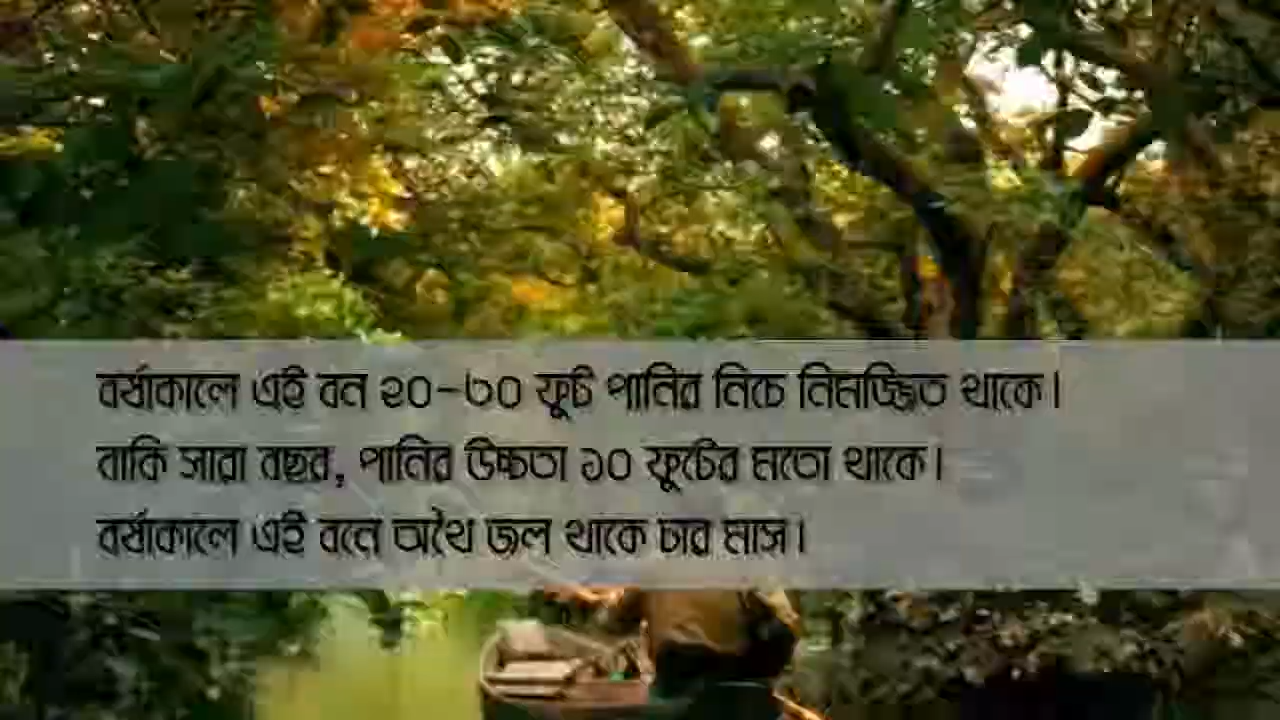 বর্ষাকালে এই বন ২০-৩০ ফুট পানির নিচে নিমজ্জিত থাকে।
বাকি সারা বছর, পানির উচ্চতা ১০ ফুটের মতো থাকে।
বর্ষাকালে এই বনে অথৈ জল থাকে চার মাস।